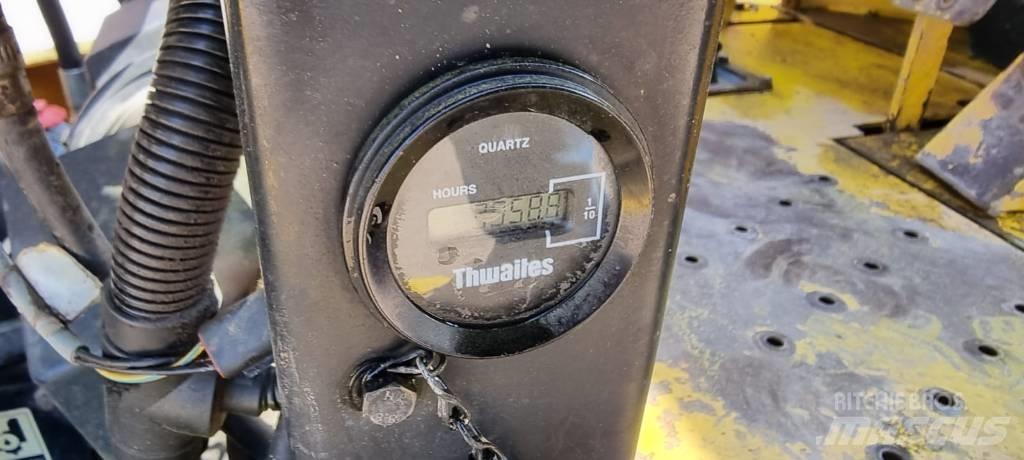 QUARTZ
HOURS
1
10
Thwaites
RITCHIE BROS
Mascus